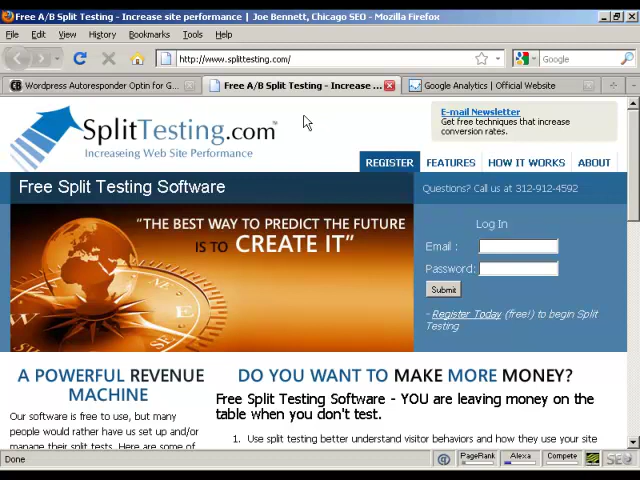 Free A/B Split Testing - Increase site performance | Joe Bennett, Chicago SEO - Mozilla Firefox
File Edit View History Bookmarks Tools Help
http://www.splittesting.com/
Google
Wordpress Autoresponder Optin for G...
Free A/B Split Testing - Increase ...
Google Analytics | Official Website
SplitTesting.com™
Increaseing Web Site Performance
E-mail Newsletter
Get free techniques that increase
conversion rates.
REGISTER FEATURES HOW IT WORKS ABOUT
Free Split Testing Software
Questions? Call us at 312-912-4592
“THE BEST WAY TO PREDICT THE FUTURE
IS TO CREATE IT”
Log In
Email :
Password:
Submit
- Register Today (free!) to begin Split
Testing
A POWERFUL REVENUE
MACHINE
Our software is free to use, but many
people would rather have us set up and/or
manage their split tests. Here are some of
DO YOU WANT TO MAKE MORE MONEY?
Free Split Testing Software - YOU are leaving money on the
table when you don't test.
1. Use split testing better understand visitor behaviors and how they use your site
Done
PageRank
Alexa
Compete
SEO